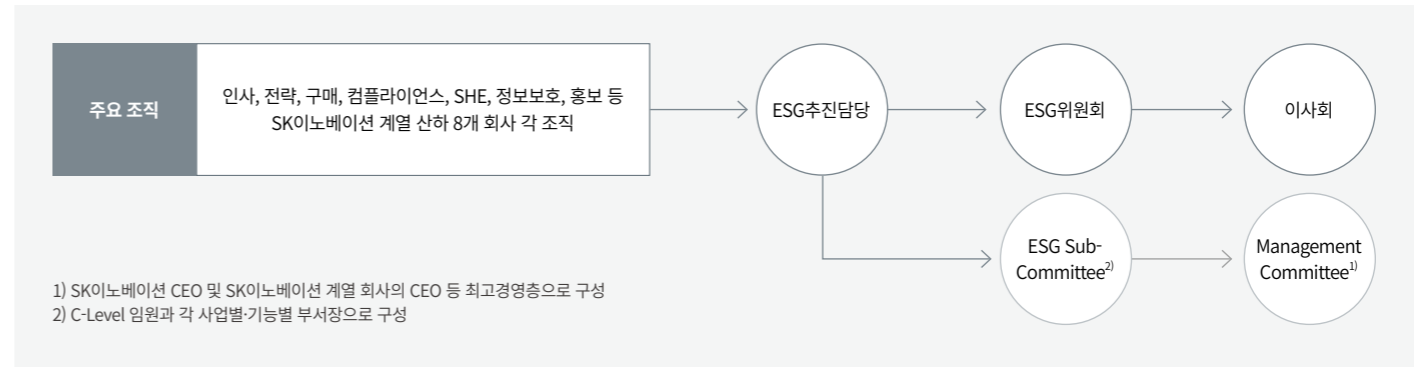 주요 조직
인사, 전략, 구매, 컴플라이언스, SHE, 정보보호, 홍보 등
SK이노베이션 계열 산하 8개 회사 각 조직
ESG추진담당
ESG위원회
이사회
ESG Sub-
Committee2)
Management
Committee1)
1) SK이노베이션 CEO 및 SK이노베이션 계열 회사의 CEO 등 최고경영층으로 구성
2) C-Level 임원과 각 사업별·기능별 부서장으로 구성